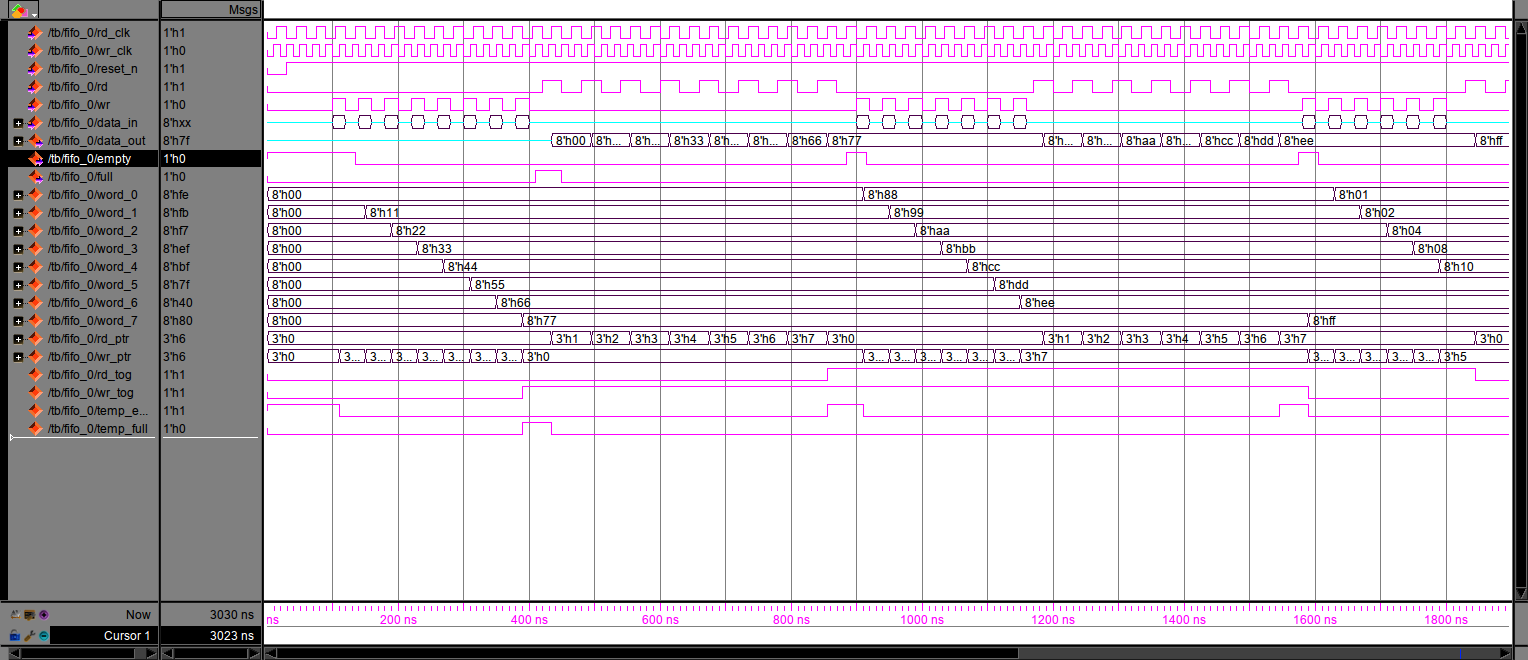 Msgs
/tb/fifo_0/rd_clk 1'h1
/tb/fifo_0/wr_clk 1'h0
/tb/fifo_0/reset_n 1'h1
/tb/fifo_0/rd 1'h1
/tb/fifo_0/wr 1'h0
/tb/fifo_0/data_in 8'hxx
/tb/fifo_0/data_out 8'h7f 8'h00 8'h... 8'h... 8'h33 8'h... 8'h... 8'h66 8'h77 8'h... 8'h... 8'haa 8'h... 8'hcc 8'hdd 8'hee 8'hff
/tb/fifo_0/empty 1'h0
/tb/fifo_0/full 1'h0
/tb/fifo_0/word_0 8'hfe 8'h00 8'h88 8'h01
/tb/fifo_0/word_1 8'hfb 8'h00 8'h11 8'h99 8'h02
/tb/fifo_0/word_2 8'hf7 8'h00 8'h22 8'haa 8'h04
/tb/fifo_0/word_3 8'hef 8'h00 8'h33 8'hbb 8'h08
/tb/fifo_0/word_4 8'hbf 8'h00 8'h44 8'hcc 8'h10
/tb/fifo_0/word_5 8'h7f 8'h00 8'h55 8'hdd
/tb/fifo_0/word_6 8'h40 8'h00 8'h66 8'hee
/tb/fifo_0/word_7 8'h80 8'h00 8'h77 8'hff
/tb/fifo_0/rd_ptr 3'h6 3'h0 3'h1 3'h2 3'h3 3'h4 3'h5 3'h6 3'h7 3'h0 3'h1 3'h2 3'h3 3'h4 3'h5 3'h6 3'h7 3'h0
/tb/fifo_0/wr_ptr 3'h6 3'h0 3... 3... 3... 3... 3... 3... 3... 3'h0 3... 3... 3... 3... 3... 3... 3'h7 3... 3... 3... 3... 3... 3'h5
/tb/fifo_0/rd_tog 1'h1
/tb/fifo_0/wr_tog 1'h1
/tb/fifo_0/temp_e... 1'h1
/tb/fifo_0/temp_full 1'h0
Now 3030 ns ns 200 ns 400 ns 600 ns 800 ns 1000 ns 1200 ns 1400 ns 1600 ns 1800 ns
Cursor 1 3023 ns